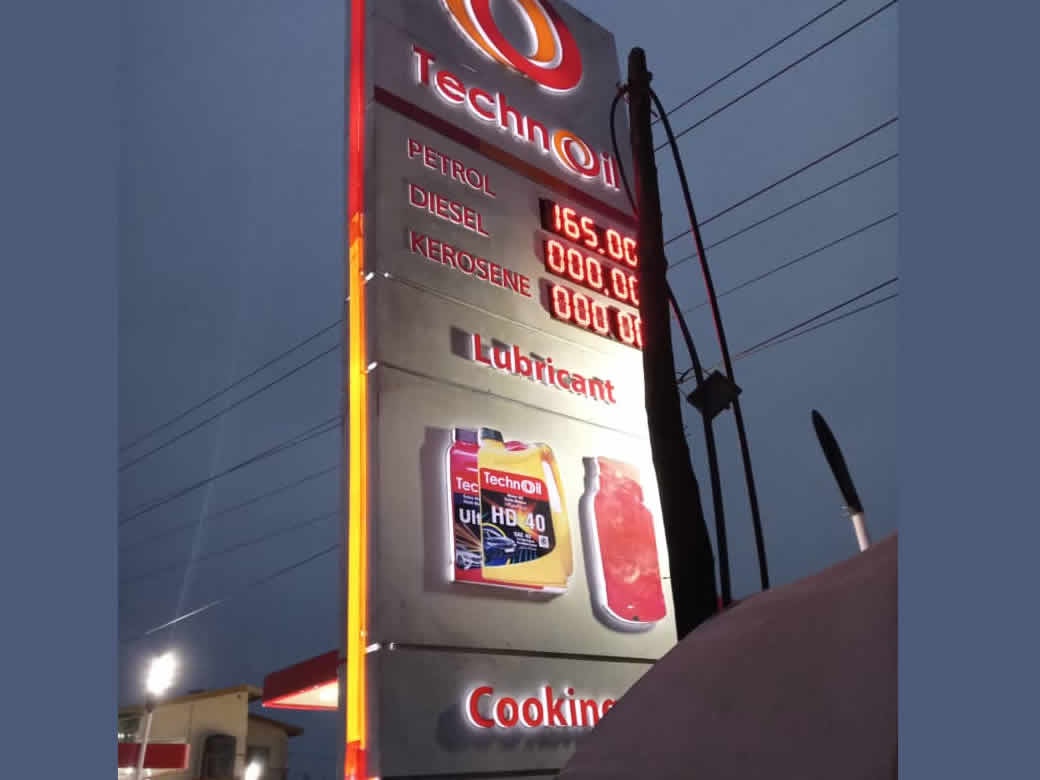 TechnOil
PETROL 165.00
DIESEL 000.00
KEROSENE 000.00
Lubricant
TechnOil
HD-40
Cooking